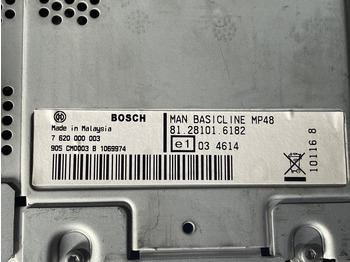 BOSCH
Made in Malaysia
7 620 000 003
905 CM0003 B 1069974
MAN BASICLINE MP48
81.28101.6182
e1 03 4614
10116 8